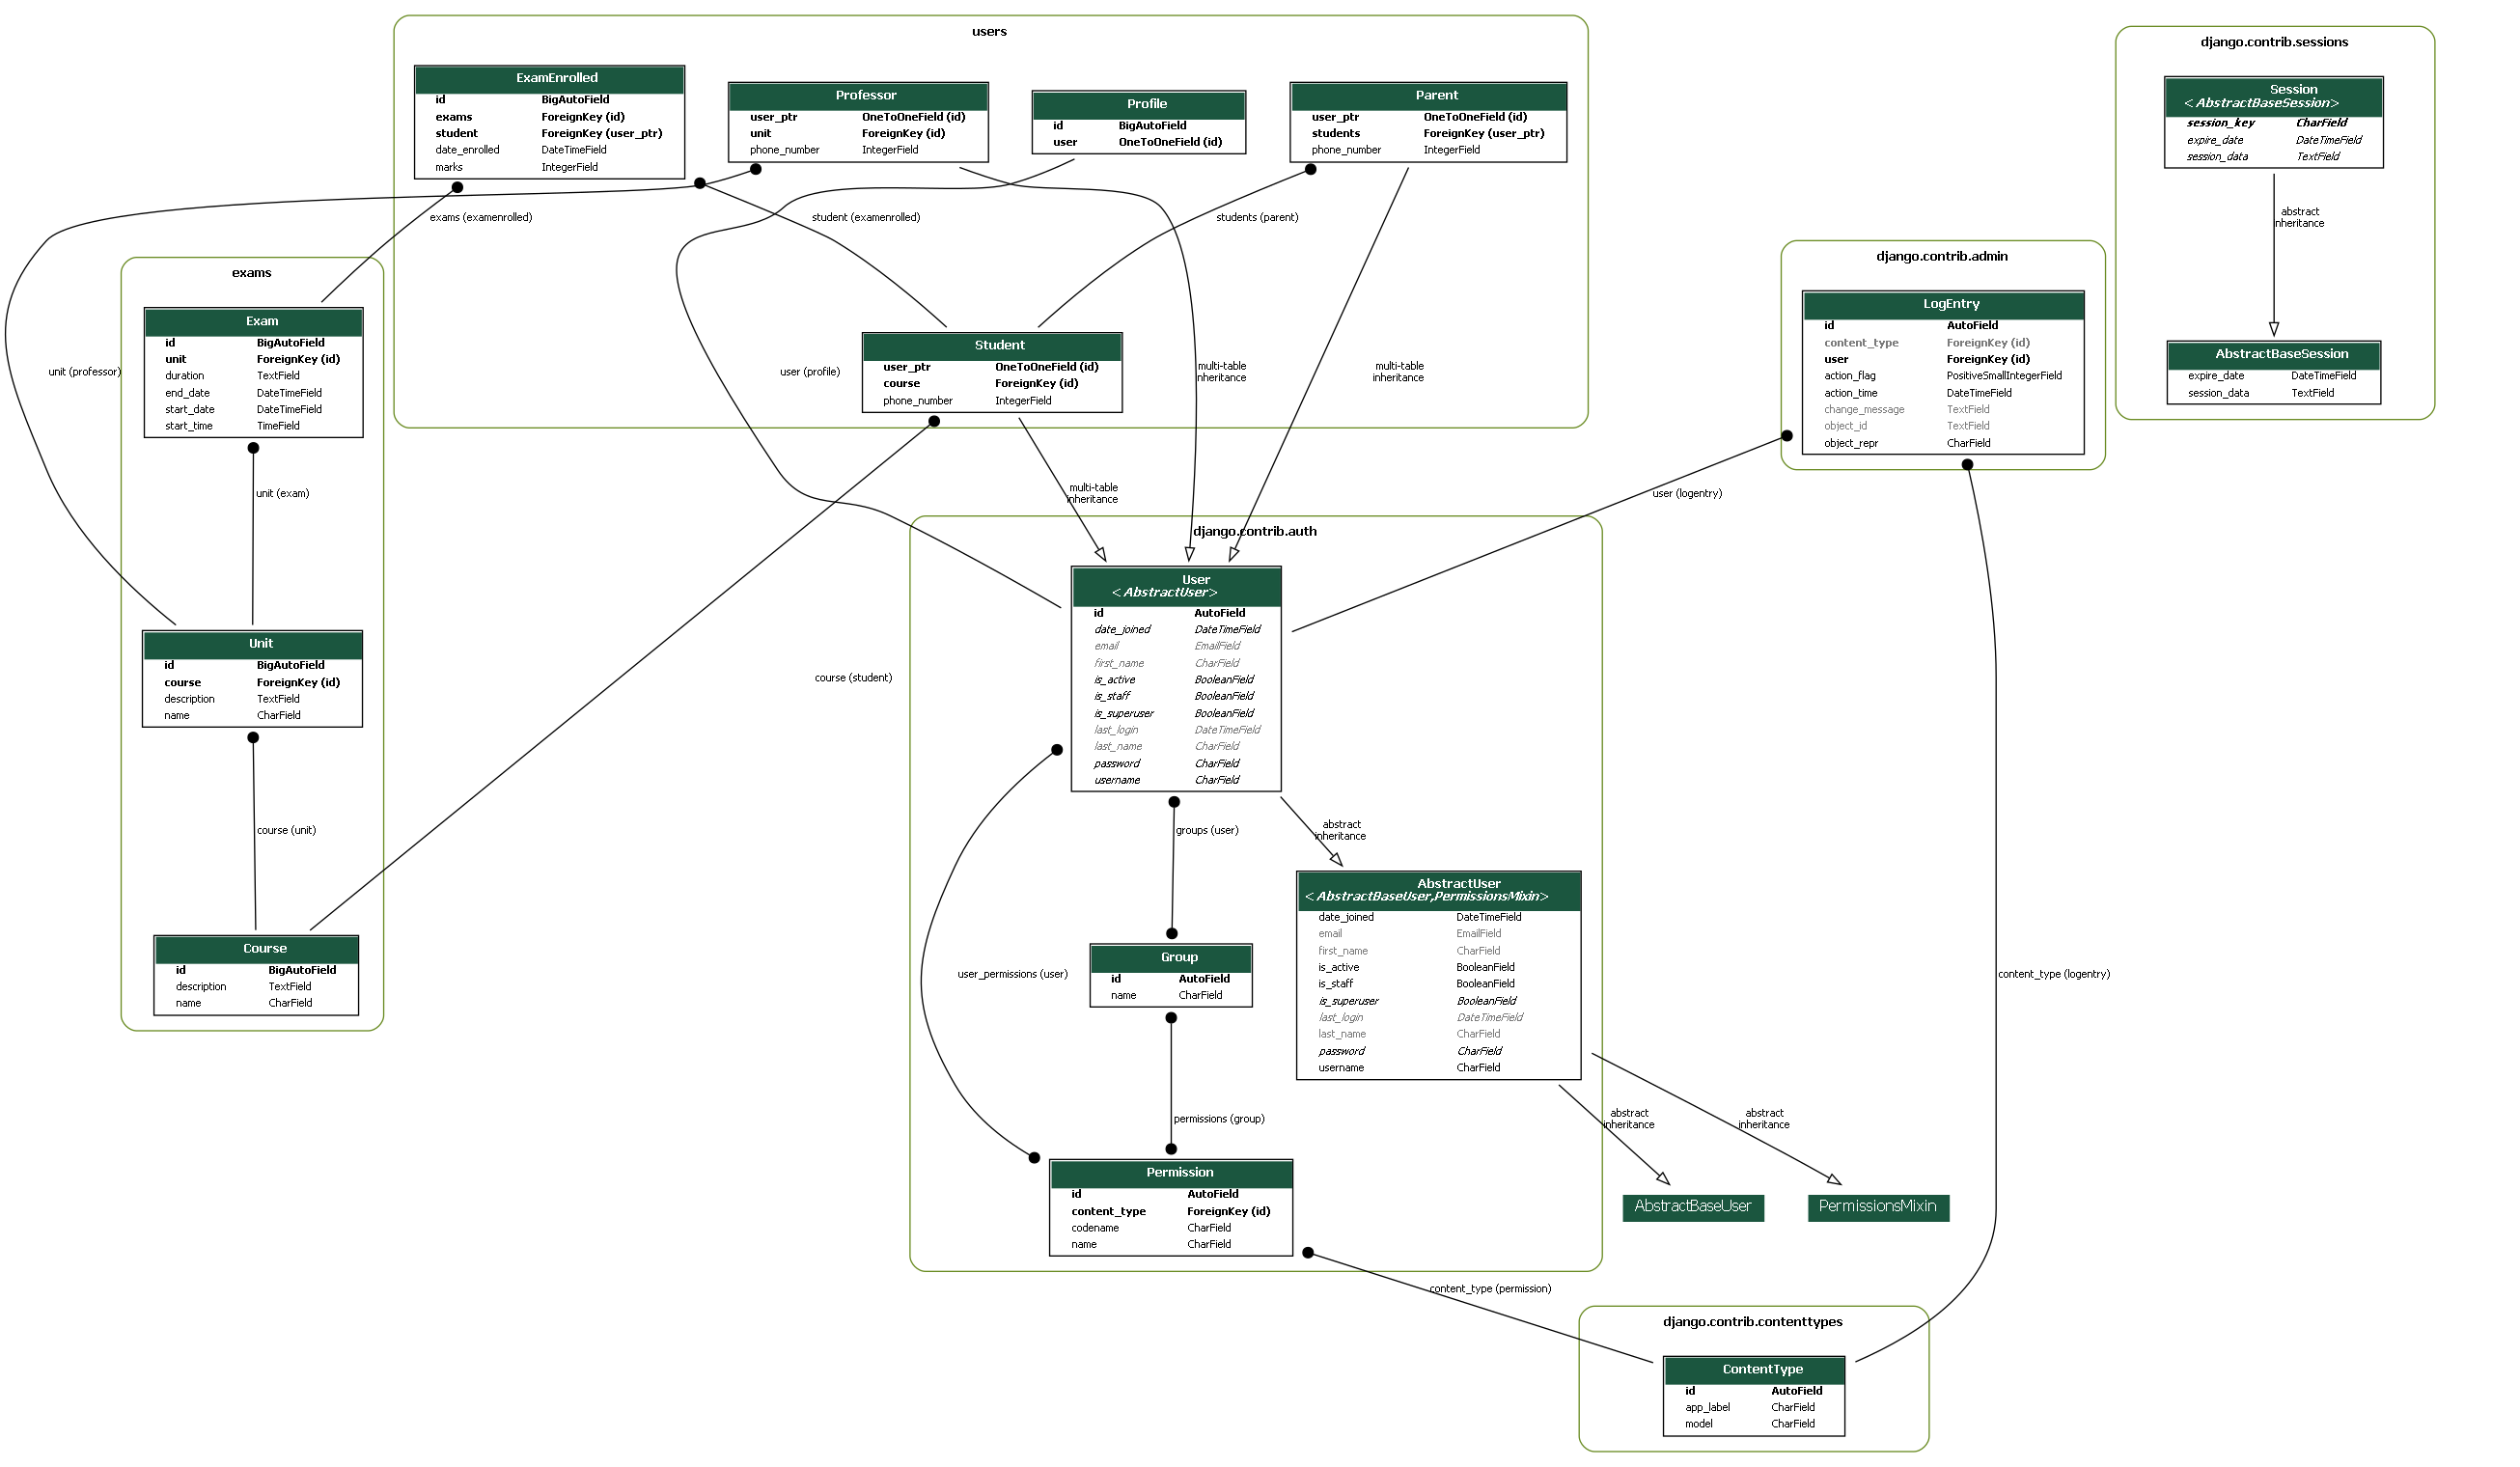 users
ExamEnrolled
id BigAutoField
exams ForeignKey (id)
student ForeignKey (user_ptr)
date_enrolled DateTimeField
marks IntegerField
Professor
user_ptr OneToOneField (id)
unit ForeignKey (id)
phone_number IntegerField
Profile
id BigAutoField
user OneToOneField (id)
Parent
user_ptr OneToOneField (id)
students ForeignKey (user_ptr)
phone_number IntegerField
django.contrib.sessions
Session
<AbstractBaseSession>
session_key CharField
expire_date DateTimeField
session_data TextField
abstract
inheritance
AbstractBaseSession
expire_date DateTimeField
session_data TextField
exams (examenrolled)
student (examenrolled)
students (parent)
exams
Exam
id BigAutoField
unit ForeignKey (id)
duration TextField
end_date DateTimeField
start_date DateTimeField
start_time TimeField
django.contrib.admin
LogEntry
id AutoField
content_type ForeignKey (id)
user ForeignKey (id)
action_flag PositiveSmallIntegerField
action_time DateTimeField
change_message TextField
object_id TextField
object_repr CharField
Student
user_ptr OneToOneField (id)
course ForeignKey (id)
phone_number IntegerField
unit (professor)
user (profile)
multi-table
inheritance
multi-table
inheritance
unit (exam)
multi-table
inheritance
user (logentry)
django.contrib.auth
User
<AbstractUser>
id AutoField
date_joined DateTimeField
email EmailField
first_name CharField
is_active BooleanField
is_staff BooleanField
is_superuser BooleanField
last_login DateTimeField
last_name CharField
password CharField
username CharField
Unit
id BigAutoField
course ForeignKey (id)
description TextField
name CharField
course (student)
course (unit)
groups (user)
abstract
inheritance
Course
id BigAutoField
description TextField
name CharField
AbstractUser
<AbstractBaseUser,PermissionsMixin>
date_joined DateTimeField
email EmailField
first_name CharField
is_active BooleanField
is_staff BooleanField
is_superuser BooleanField
last_login DateTimeField
last_name CharField
password CharField
username CharField
Group
id AutoField
name CharField
user_permissions (user)
content_type (logentry)
permissions (group)
abstract
inheritance
abstract
inheritance
Permission
id AutoField
content_type ForeignKey (id)
codename CharField
name CharField
AbstractBaseUser
PermissionsMixin
content_type (permission)
django.contrib.contenttypes
ContentType
id AutoField
app_label CharField
model CharField